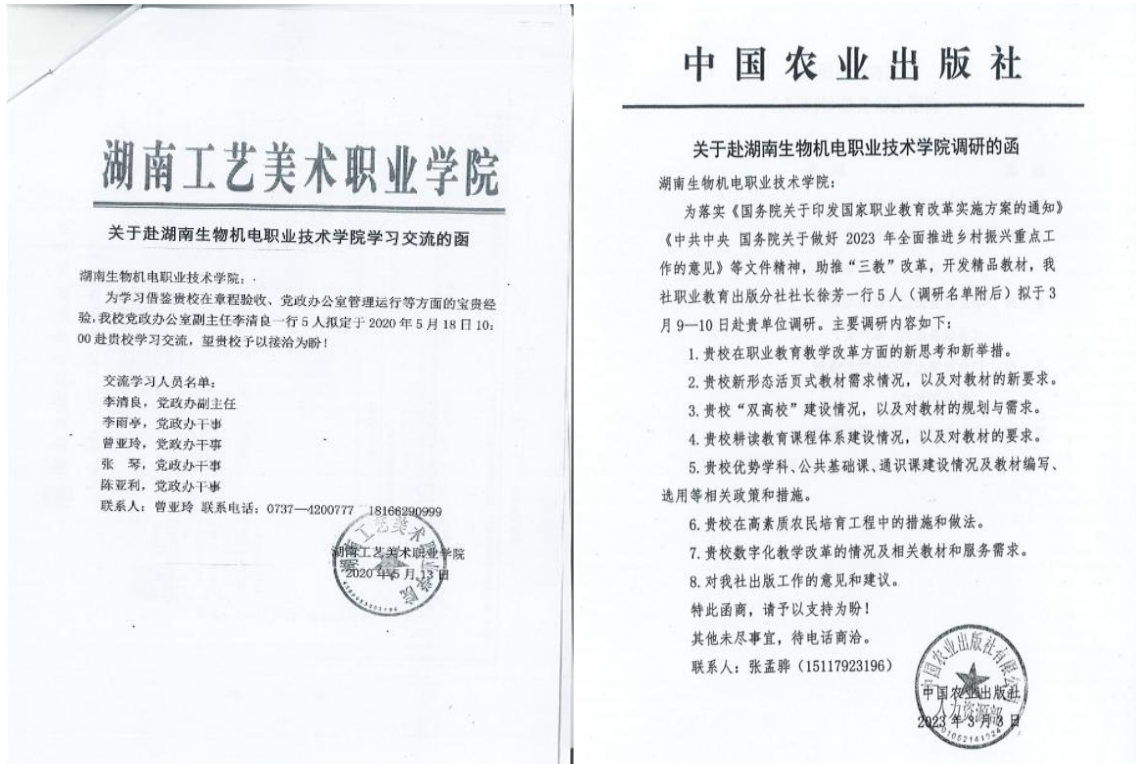 湖南工艺美术职业学院
关于赴湖南生物机电职业技术学院学习交流的函
湖南生物机电职业技术学院：
为学习借鉴贵校在章程验收、党政办公室管理运行等方面的宝贵经
验，我校党政办公室副主任李清良一行5人拟定于2020年5月18日10：
00赴贵校学习交流，望贵校予以接洽为盼！
交流学习人员名单：
李清良，党政办副主任
李雨亭，党政办干事
曾亚玲，党政办干事
张　琴，党政办干事
陈亚利，党政办干事
联系人：曾亚玲 联系电话：0737—4200777　18166290999
湖南工艺美术职业学院
2020年5月13日
中国农业出版社
关于赴湖南生物机电职业技术学院调研的函
湖南生物机电职业技术学院：
为落实《国务院关于印发国家职业教育改革实施方案的通知》
《中共中央 国务院关于做好 2023 年全面推进乡村振兴重点工
作的意见》等文件精神，助推“三教”改革，开发精品教材，我
社职业教育出版分社社长徐芳一行5人（调研名单附后）拟于3
月9—10日赴贵单位调研。主要调研内容如下：
1.贵校在职业教育教学改革方面的新思考和新举措。
2.贵校新形态活页式教材需求情况，以及对教材的新要求。
3.贵校“双高校”建设情况，以及对教材的规划与需求。
4.贵校耕读教育课程体系建设情况，以及对教材的要求。
5.贵校优势学科、公共基础课、通识课建设情况及教材编写、
选用等相关政策和措施。
6.贵校在高素质农民培育工程中的措施和做法。
7.贵校数字化教学改革的情况及相关教材和服务需求。
8.对我社出版工作的意见和建议。
特此函商，请予以支持为盼！
其他未尽事宜，待电话商洽。
联系人：张孟骅（15117923196）
中国农业出版社有限公司
中国农业出版社
人力资源部
2023年3月3日